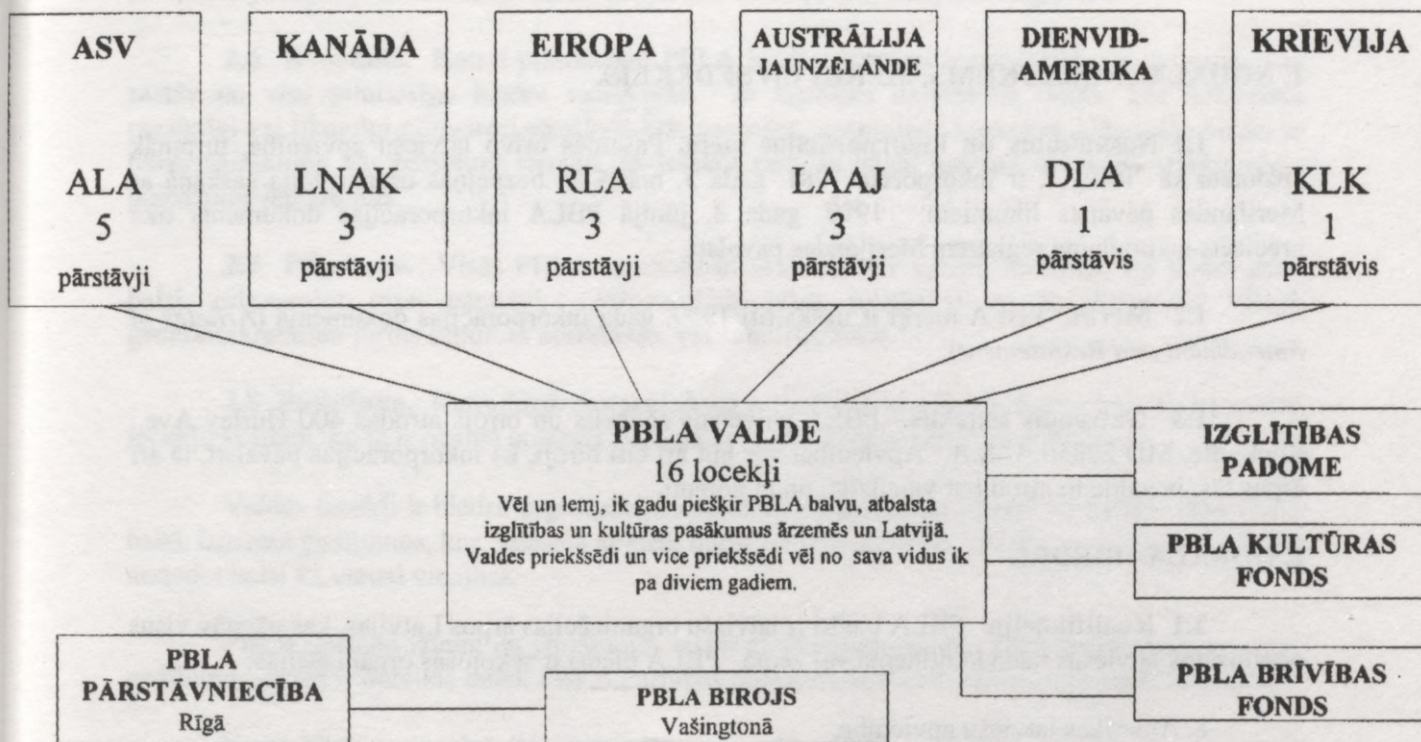 ASV
ALA
5
pārstāvji
KANĀDA
LNAK
3
pārstāvji
EIROPA
RLA
3
pārstāvji
AUSTRĀLIJA
JAUNZĒLANDE
LAAJ
3
pārstāvji
DIENVID-
AMERIKA
DLA
1
pārstāvis
KRIEVIJA
KLK
1
pārstāvis
PBLA VALDE
16 locekļi
Vēl un lemj, ik gadu piešķir PBLA balvu, atbalsta
izglītības un kultūras pasākumus ārzemēs un Latvijā.
Valdes priekšsēdi un vice priekšsēdi vēl no sava vidus ik
pa diviem gadiem.
IZGLĪTĪBAS
PADOME
PBLA KULTŪRAS
FONDS
PBLA BRĪVĪBAS
FONDS
PBLA
PĀRSTĀVNIECĪBA
Rīgā
PBLA BIROJS
Vašingtonā